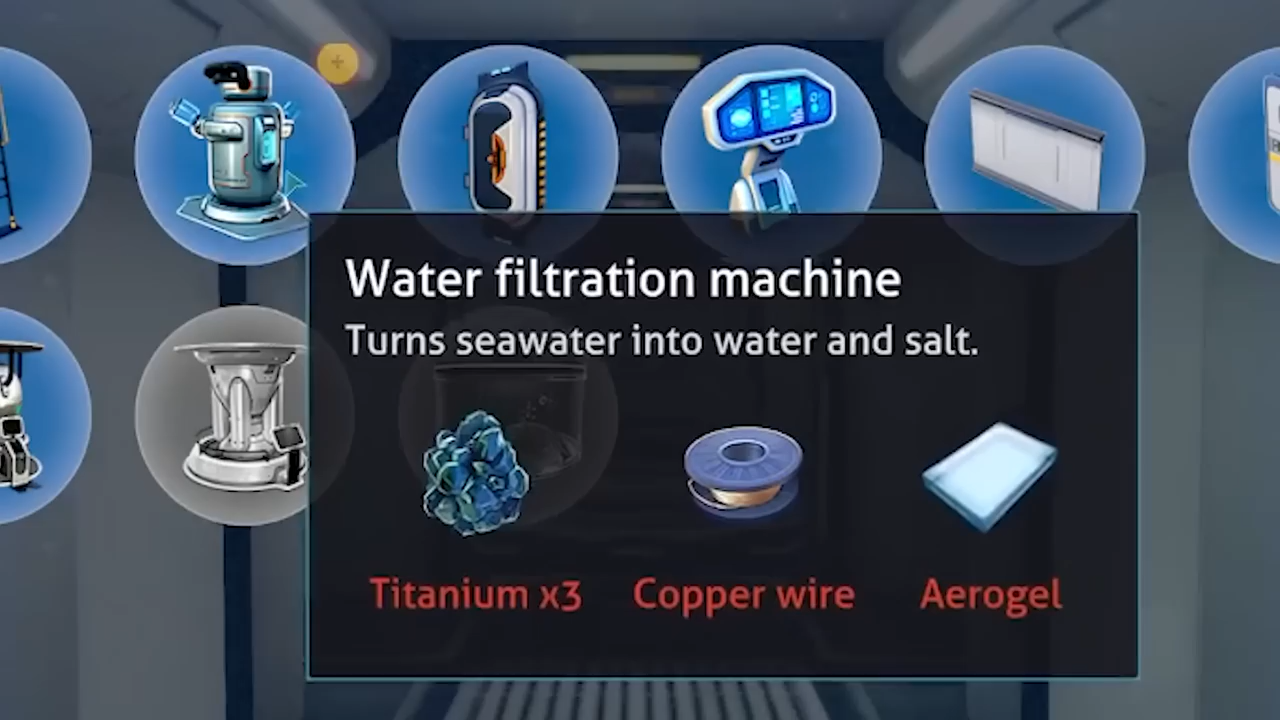 Water filtration machine
Turns seawater into water and salt.
Titanium x3
Copper wire
Aerogel